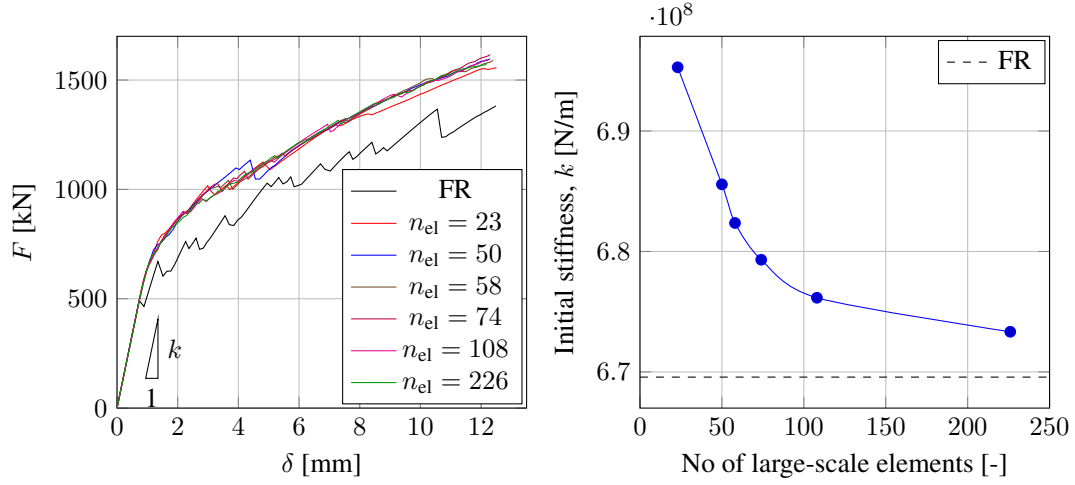 1500
1000
500
0
0 2 4 6 8 10 12
F [kN]
δ [mm]
k
1
FR
n_el = 23
n_el = 50
n_el = 58
n_el = 74
n_el = 108
n_el = 226
·10^8
6.9
6.8
6.7
0 50 100 150 200 250
Initial stiffness, k [N/m]
No of large-scale elements [-]
FR